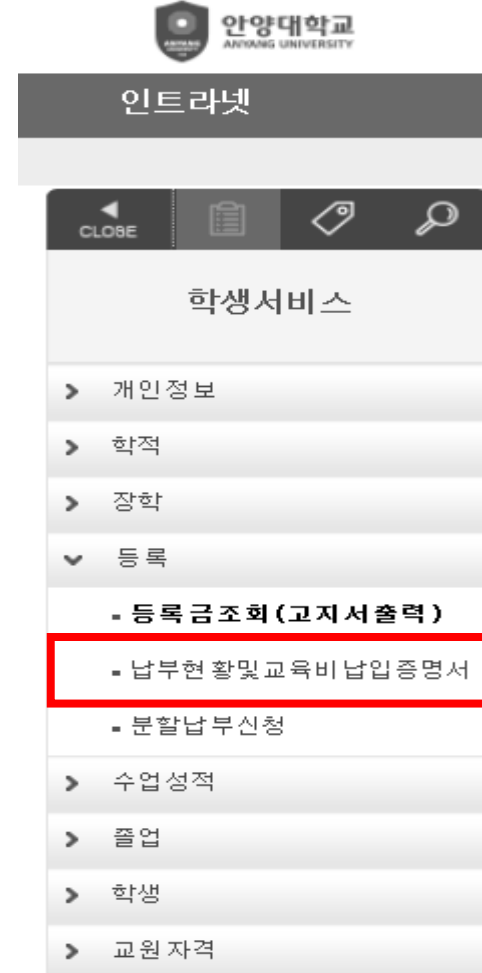 안양대학교
ANYANG UNIVERSITY
인트라넷
CLOSE
학생서비스
개인정보
학적
장학
등록
등록금조회(고지서출력)
납부현황및교육비납입증명서
분할납부신청
수업성적
졸업
학생
교원자격